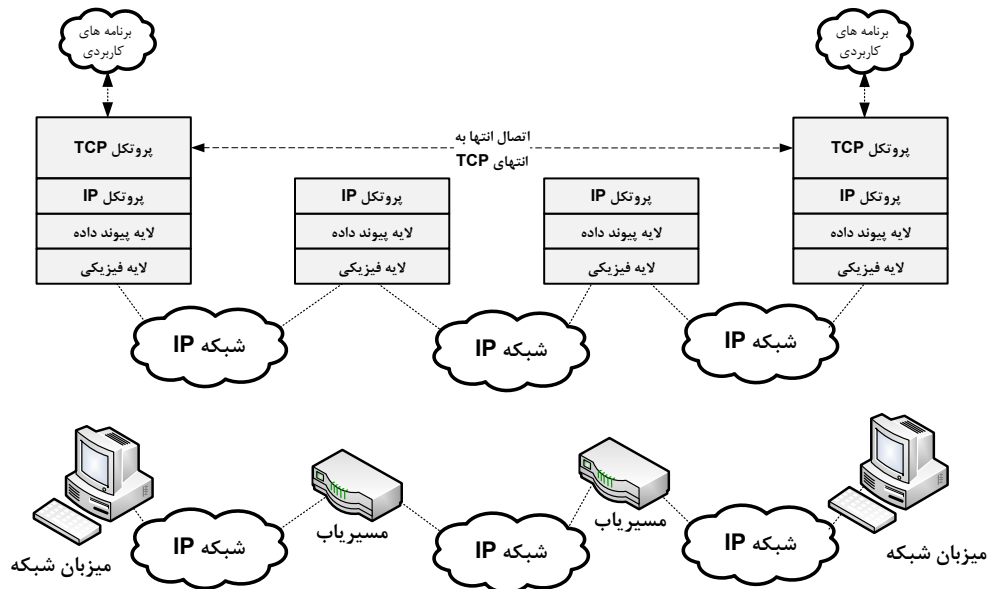 برنامه های
کاربردی
برنامه های
کاربردی
پروتکل TCP
اتصال انتها به
انتهای TCP
پروتکل TCP
پروتکل IP
پروتکل IP
پروتکل IP
پروتکل IP
لایه پیوند داده
لایه پیوند داده
لایه پیوند داده
لایه پیوند داده
لایه فیزیکی
لایه فیزیکی
لایه فیزیکی
لایه فیزیکی
شبکه IP
شبکه IP
شبکه IP
مسیریاب
مسیریاب
شبکه IP
شبکه IP
شبکه IP
میزبان شبکه
میزبان شبکه